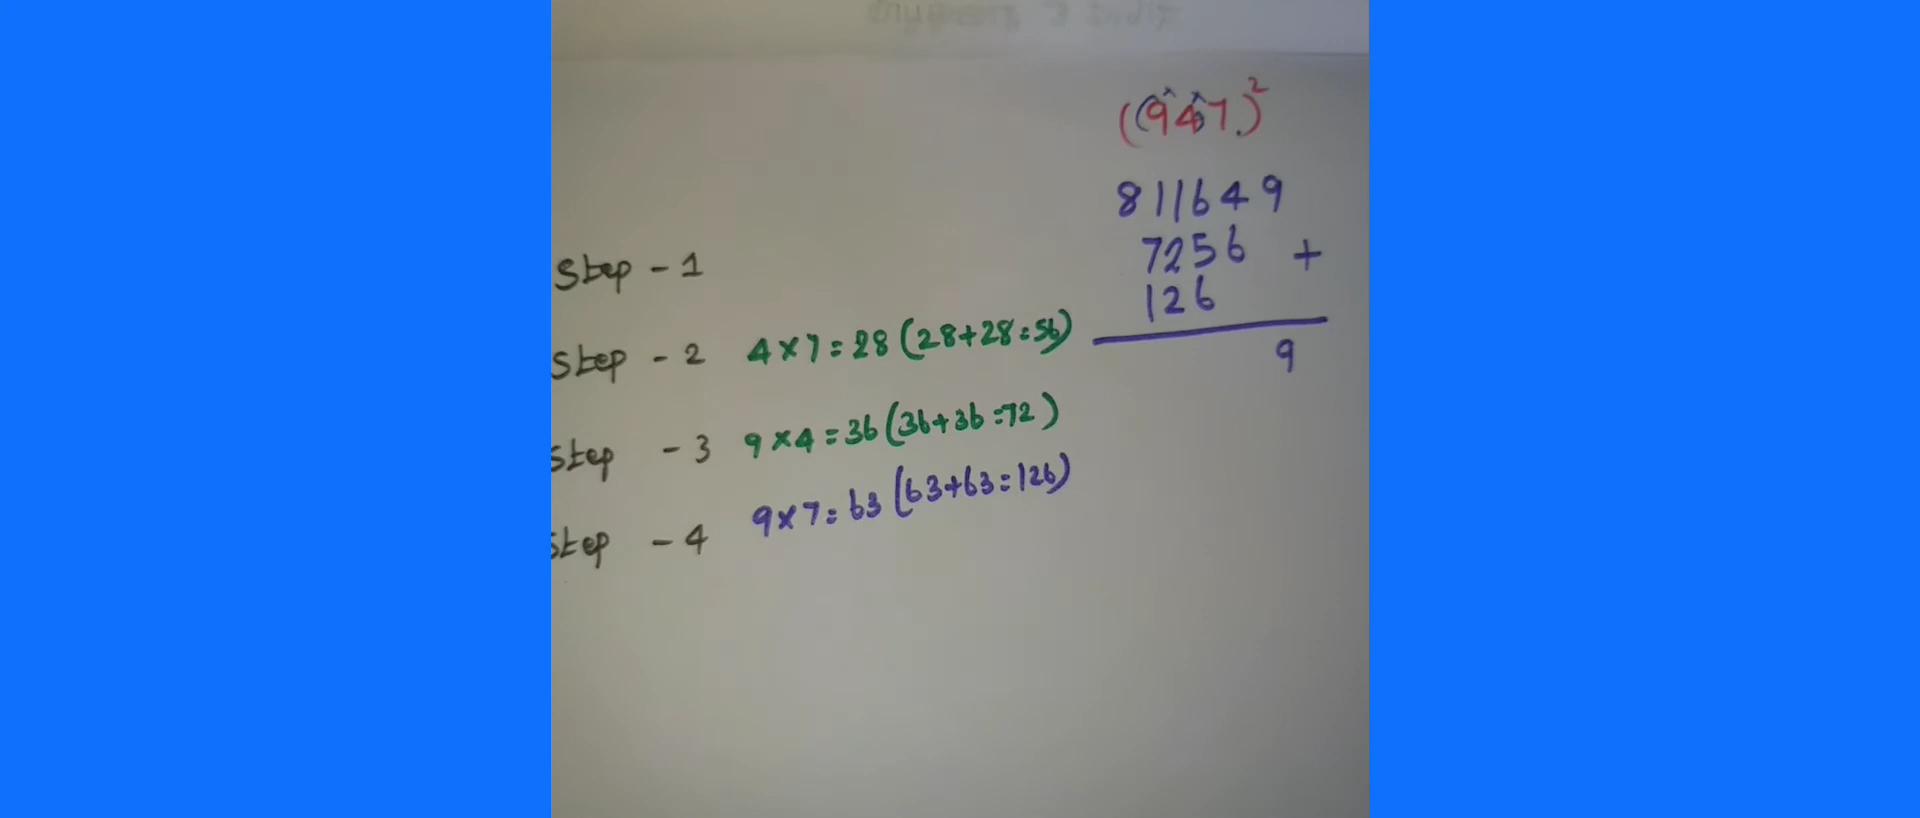 (947)²
811649
7256 +
126
9
Step - 1
Step - 2 4×7=28 (28+28=56)
Step - 3 9×4=36 (36+36=72)
Step - 4 9×7=63 (63+63=126)